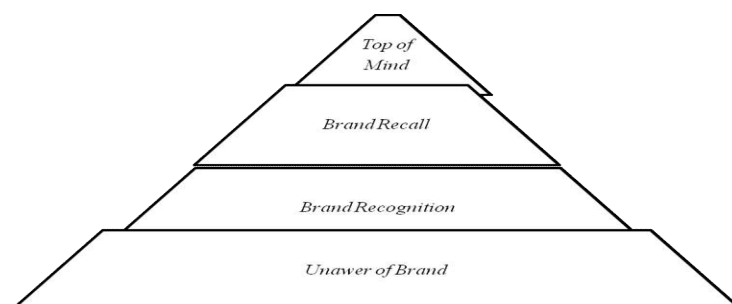 Top of
Mind
Brand Recall
Brand Recognition
Unawer of Brand